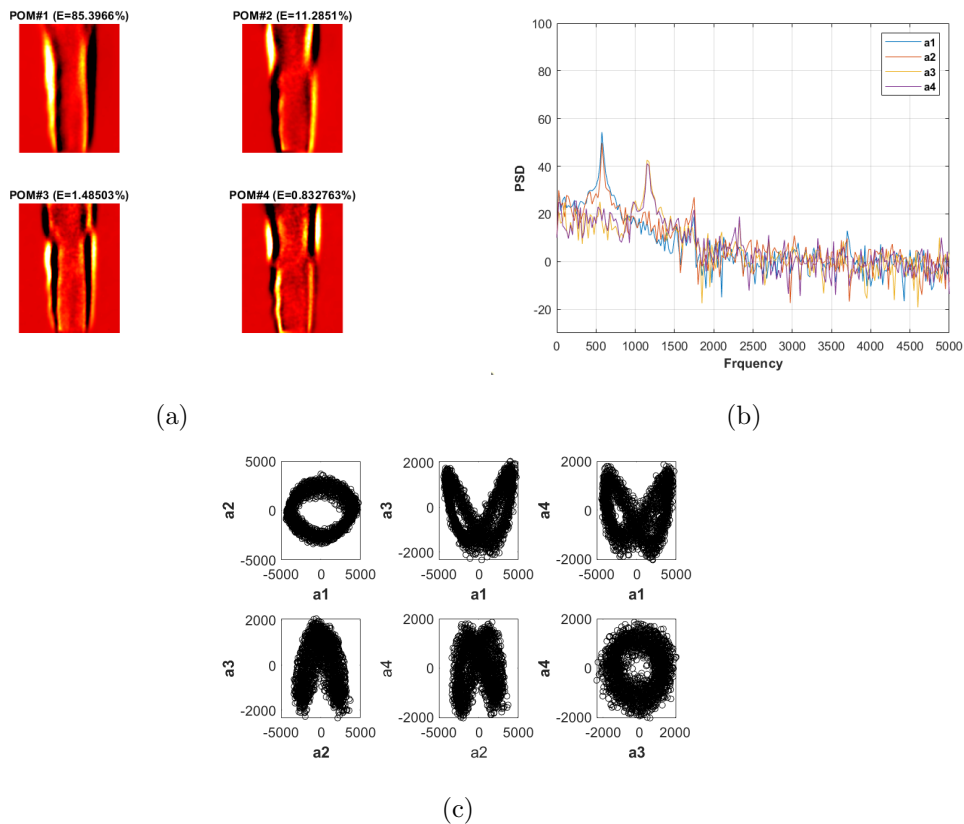 POM#1 (E=85.3966%)
POM#2 (E=11.2851%)
POM#3 (E=1.48503%)
POM#4 (E=0.832763%)
(a)
100
80
60
40
20
0
-20
PSD
a1
a2
a3
a4
0 500 1000 1500 2000 2500 3000 3500 4000 4500 5000
Frquency
(b)
5000
0
-5000
a2
-5000 0 5000
a1
2000
0
-2000
a3
-5000 0 5000
a1
2000
0
-2000
a4
-5000 0 5000
a1
2000
0
-2000
a3
-5000 0 5000
a2
2000
0
-2000
a4
-5000 0 5000
a2
2000
0
-2000
a4
-2000 0 2000
a3
(c)